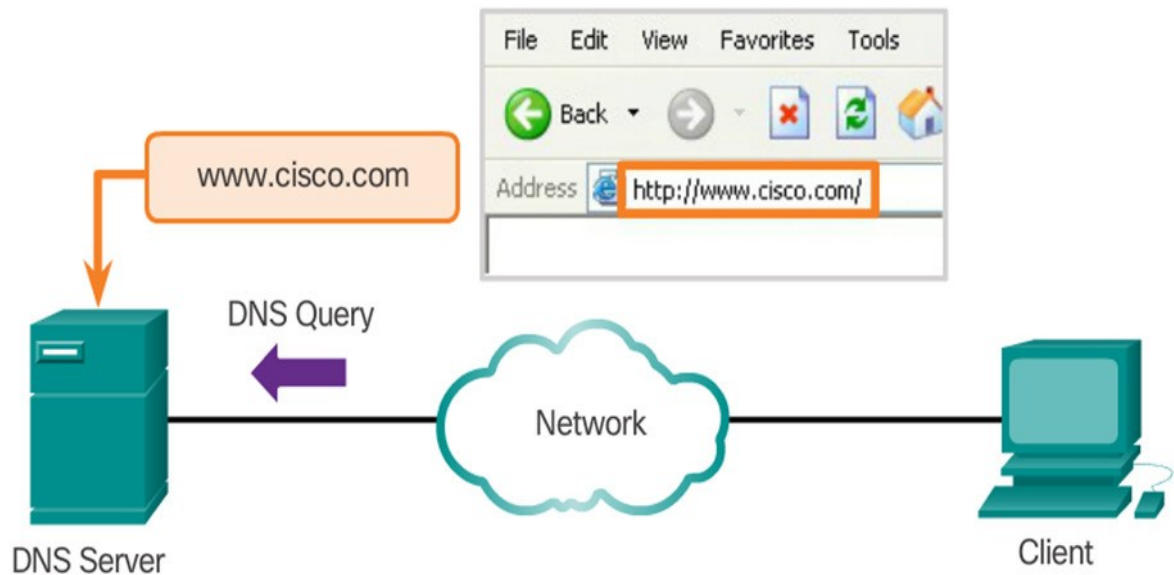 File Edit View Favorites Tools
Back
www.cisco.com
Address http://www.cisco.com/
DNS Query
Network
DNS Server
Client